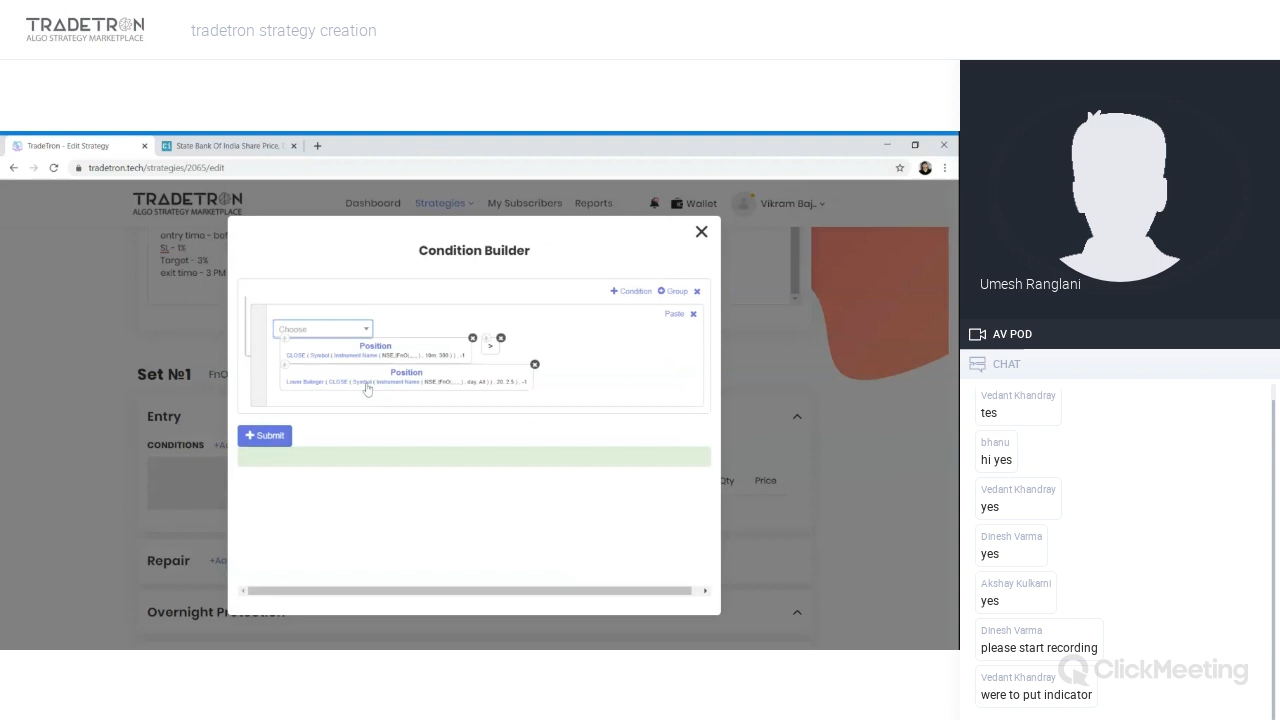 TRADETRON
ALGO STRATEGY MARKETPLACE
tradetron strategy creation
TradeTron - Edit Strategy
State Bank Of India Share Price,
tradetron.tech/strategies/2065/edit
TRADETRON
ALGO STRATEGY MARKETPLACE
Dashboard
Strategies
My Subscribers
Reports
Wallet
Vikram Baj..
SL - 1%
Target - 3%
exit time - 3 PM
Condition Builder
+ Condition
Group
Paste
Choose
Position
>
Position
Set №1
Entry
CONDITIONS
Qty
Price
+ Submit
Repair
Overnight
Umesh Ranglani
AV POD
CHAT
Vedant Khandray
tes
bhanu
hi yes
Vedant Khandray
yes
Dinesh Varma
yes
Akshay Kulkarni
yes
Dinesh Varma
please start recording
Vedant Khandray
were to put indicator
ClickMeeting